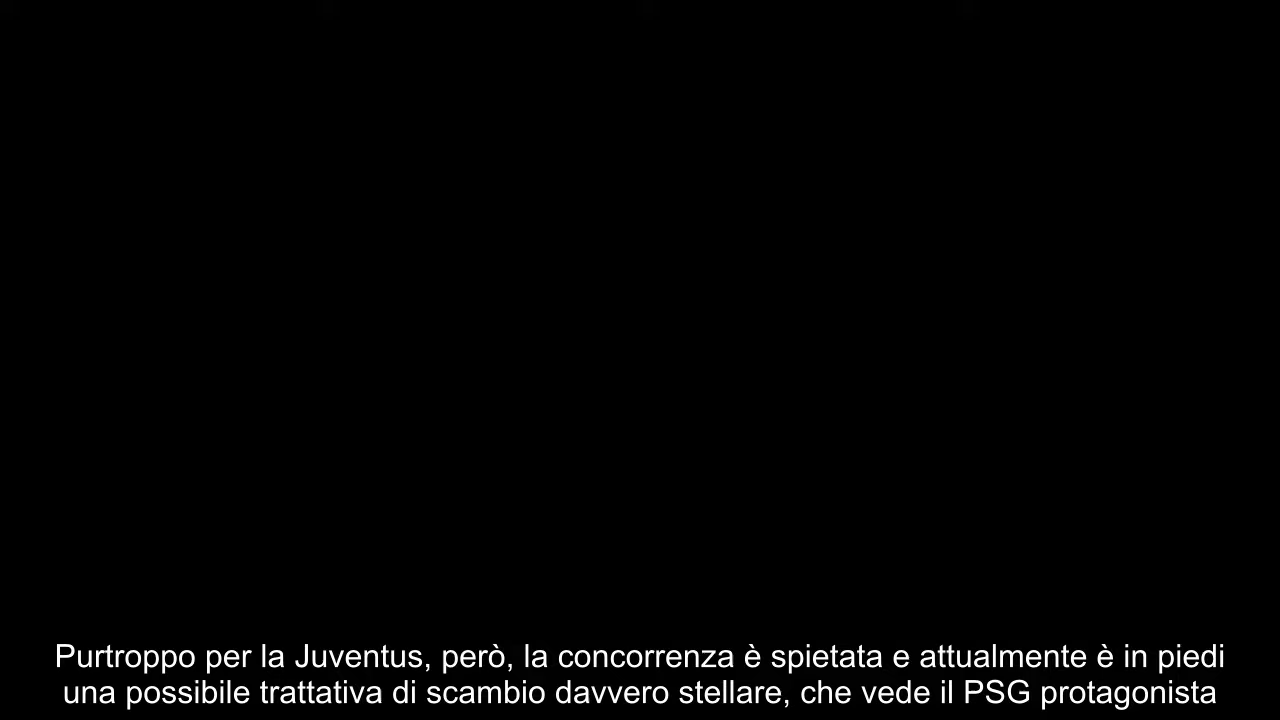 Purtroppo per la Juventus, però, la concorrenza è spietata e attualmente è in piedi
una possibile trattativa di scambio davvero stellare, che vede il PSG protagonista